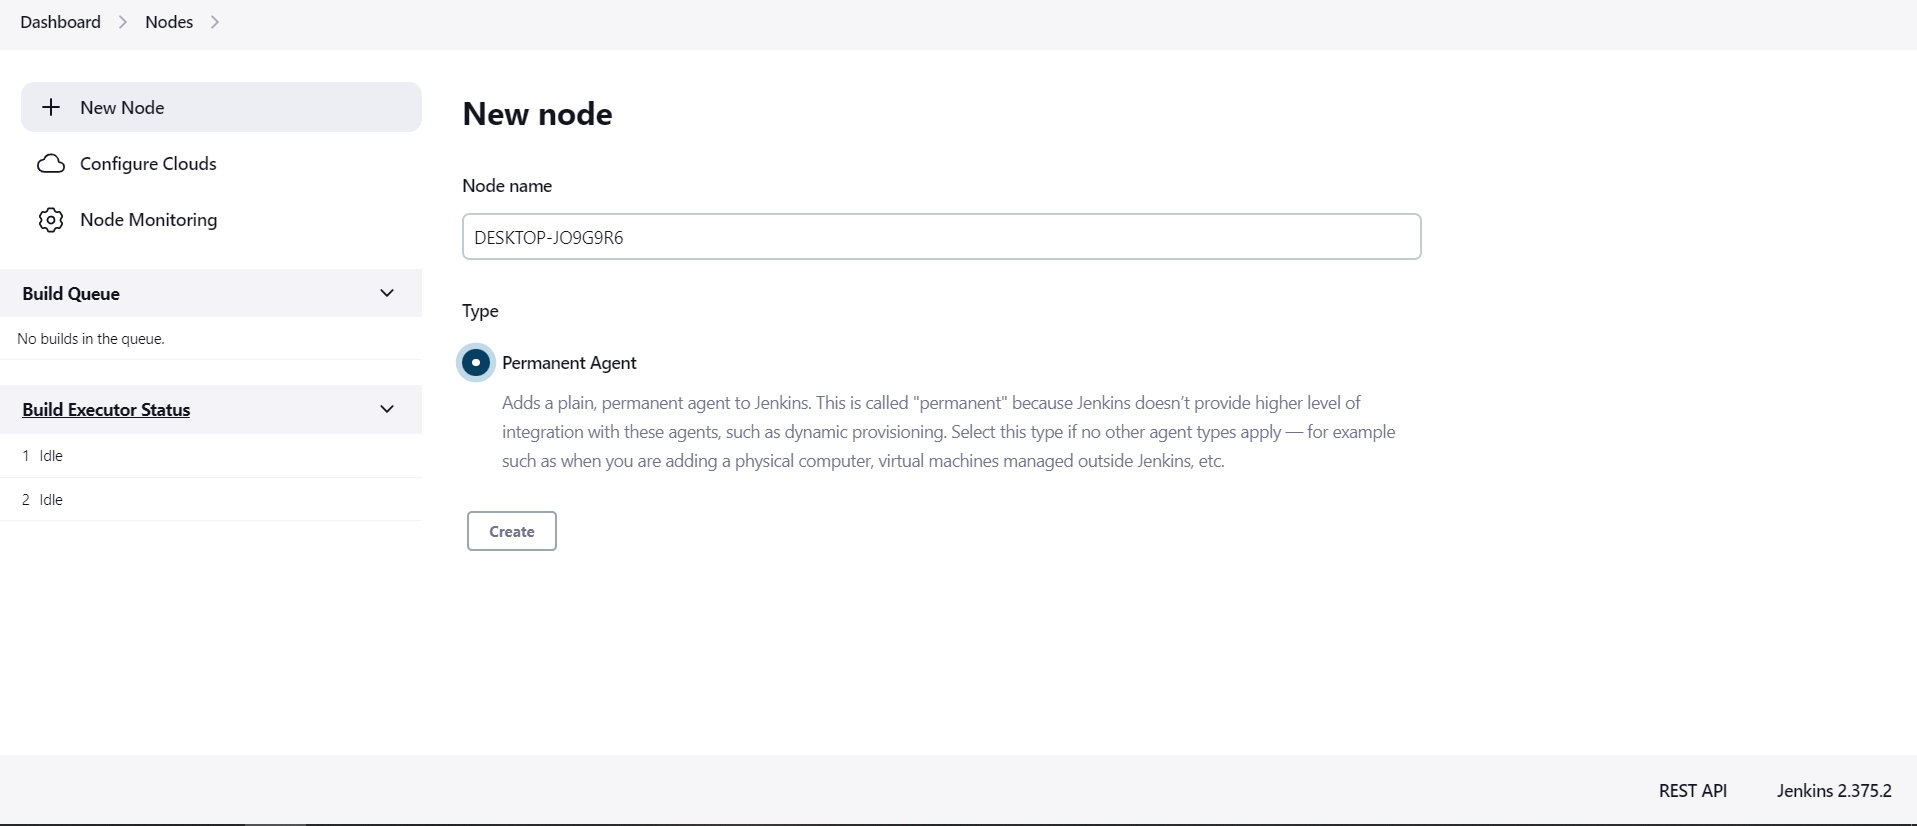 Dashboard
Nodes
New Node
Configure Clouds
Node Monitoring
Build Queue
No builds in the queue.
Build Executor Status
1 Idle
2 Idle
New node
Node name
DESKTOP-JO9G9R6
Type
Permanent Agent
Adds a plain, permanent agent to Jenkins. This is called "permanent" because Jenkins doesn’t provide higher level of
integration with these agents, such as dynamic provisioning. Select this type if no other agent types apply — for example
such as when you are adding a physical computer, virtual machines managed outside Jenkins, etc.
Create
REST API
Jenkins 2.375.2